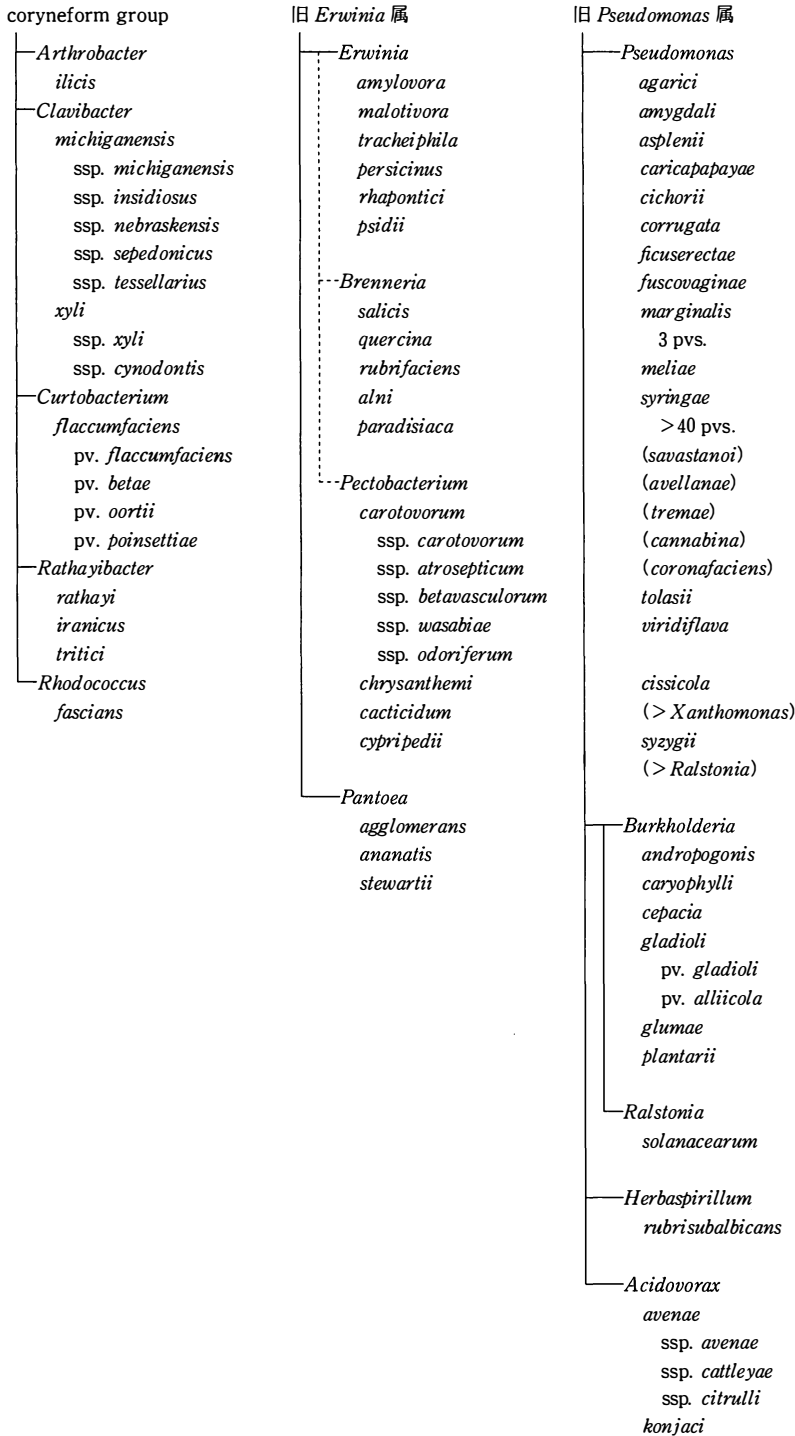 coryneform group
Arthrobacter
ilicis
Clavibacter
michiganensis
ssp. michiganensis
ssp. insidiosus
ssp. nebraskensis
ssp. sepedonicus
ssp. tessellarius
xyli
ssp. xyli
ssp. cynodontis
Curtobacterium
flaccumfaciens
pv. flaccumfaciens
pv. betae
pv. oortii
pv. poinsettiae
Rathayibacter
rathayi
iranicus
tritici
Rhodococcus
fascians
旧 Erwinia 属
Erwinia
amylovora
malotivora
tracheiphila
persicinus
rhapontici
psidii
Brenneria
salicis
quercina
rubrifaciens
alni
paradisiaca
Pectobacterium
carotovorum
ssp. carotovorum
ssp. atrosepticum
ssp. betavasculorum
ssp. wasabiae
ssp. odoriferum
chrysanthemi
cacticidum
cypripedii
Pantoea
agglomerans
ananatis
stewartii
旧 Pseudomonas 属
Pseudomonas
agarici
amygdali
asplenii
caricapapayae
cichorii
corrugata
ficuserectae
fuscovaginae
marginalis
3 pvs.
meliae
syringae
>40 pvs.
(savastanoi)
(avellanae)
(tremae)
(cannabina)
(coronafaciens)
tolasii
viridiflava
cissicola
(>Xanthomonas)
syzygii
(>Ralstonia)
Burkholderia
andropogonis
caryophylli
cepacia
gladioli
pv. gladioli
pv. alliicola
glumae
plantarii
Ralstonia
solanacearum
Herbaspirillum
rubrisubalbicans
Acidovorax
avenae
ssp. avenae
ssp. cattleyae
ssp. citrulli
konjaci